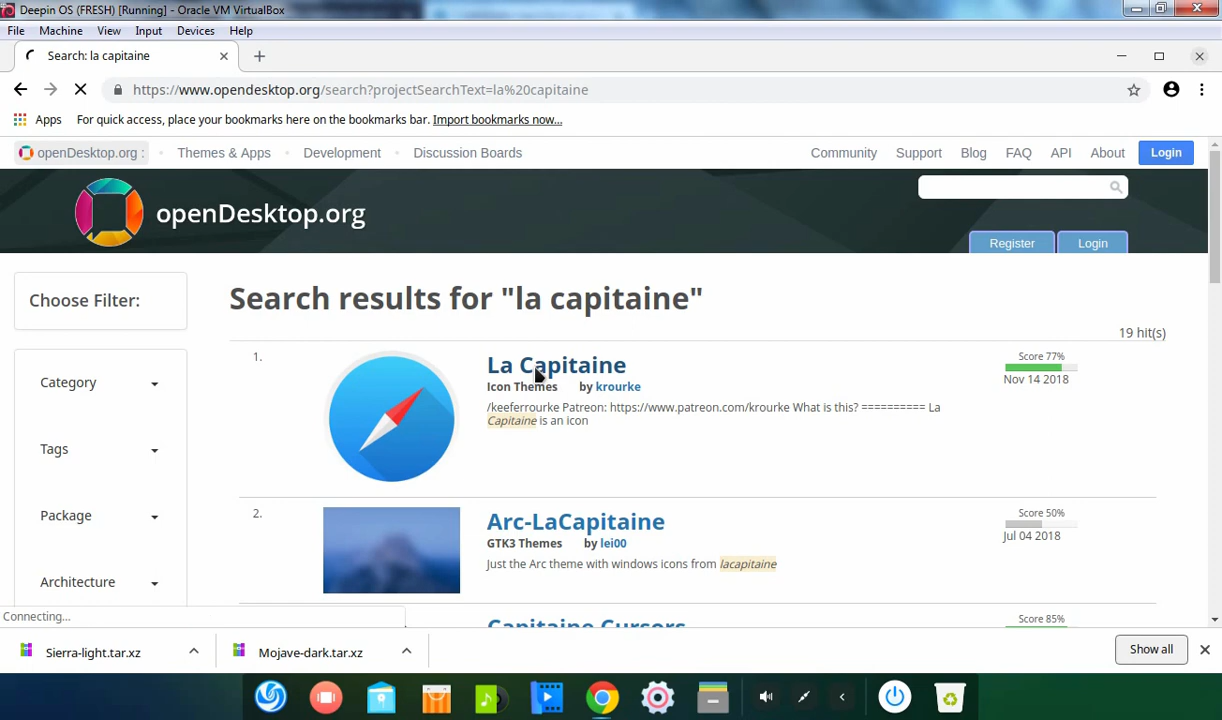 Deepin OS (FRESH) [Running] - Oracle VM VirtualBox
File Machine View Input Devices Help
Search: la capitaine
https://www.opendesktop.org/search?projectSearchText=la%20capitaine
Apps For quick access, place your bookmarks here on the bookmarks bar. Import bookmarks now...
openDesktop.org : Themes & Apps Development Discussion Boards Community Support Blog FAQ API About Login
openDesktop.org
Register Login
Choose Filter:
Category
Tags
Package
Architecture
Search results for "la capitaine"
19 hit(s)
1.
La Capitaine
Icon Themes by krourke
/keeferrourke Patreon: https://www.patreon.com/krourke What is this? ========== La
Capitaine is an icon
Score 77%
Nov 14 2018
2.
Arc-LaCapitaine
GTK3 Themes by lei00
Just the Arc theme with windows icons from lacapitaine
Score 50%
Jul 04 2018
Capitaine Cursors
Score 85%
Connecting...
Sierra-light.tar.xz Mojave-dark.tar.xz Show all